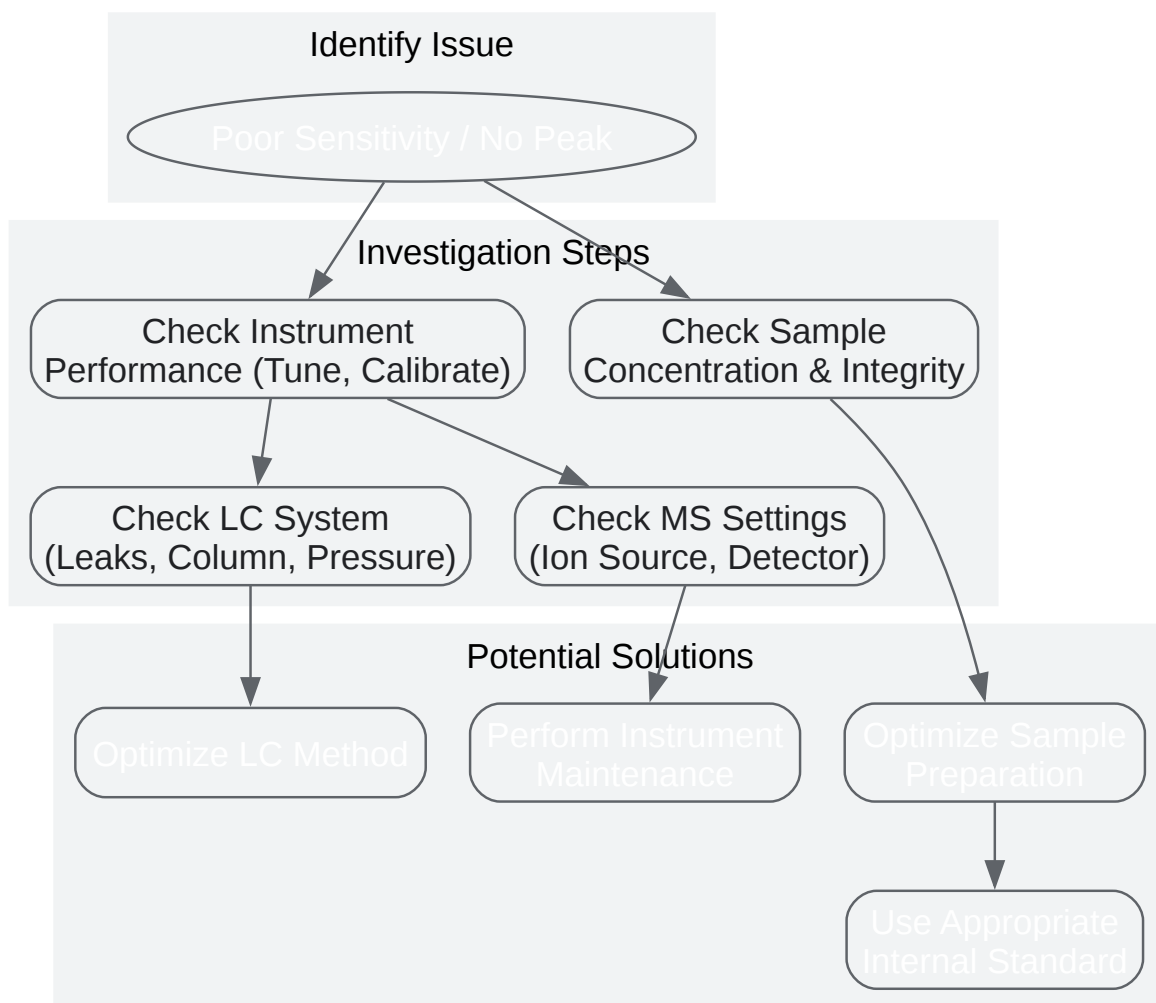 Identify Issue
Poor Sensitivity / No Peak
Investigation Steps
Check Instrument
Performance (Tune, Calibrate)
Check Sample
Concentration & Integrity
Check LC System
(Leaks, Column, Pressure)
Check MS Settings
(Ion Source, Detector)
Potential Solutions
Optimize LC Method
Perform Instrument
Maintenance
Optimize Sample
Preparation
Use Appropriate
Internal Standard